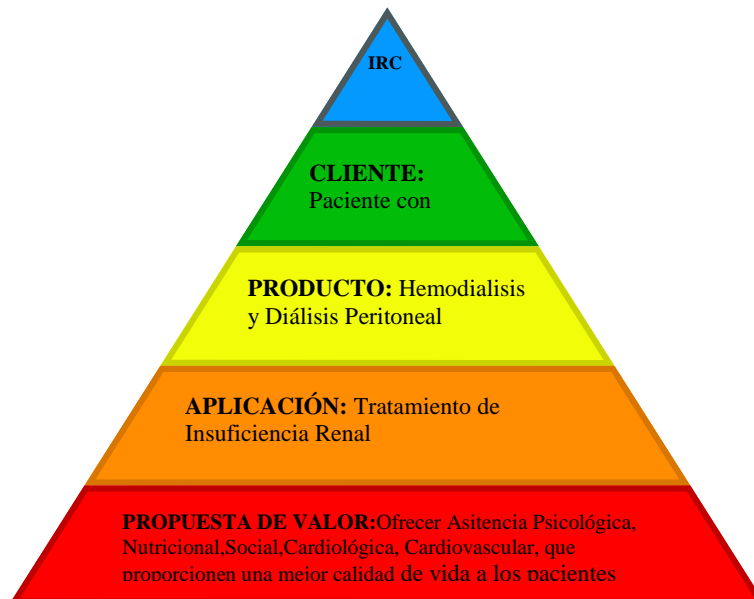 IRC
CLIENTE:
Paciente con
PRODUCTO: Hemodialisis
y Diálisis Peritoneal
APLICACIÓN: Tratamiento de
Insuficiencia Renal
PROPUESTA DE VALOR:Ofrecer Asitencia Psicológica,
Nutricional,Social,Cardiológica, Cardiovascular, que
proporcionen una mejor calidad de vida a los pacientes